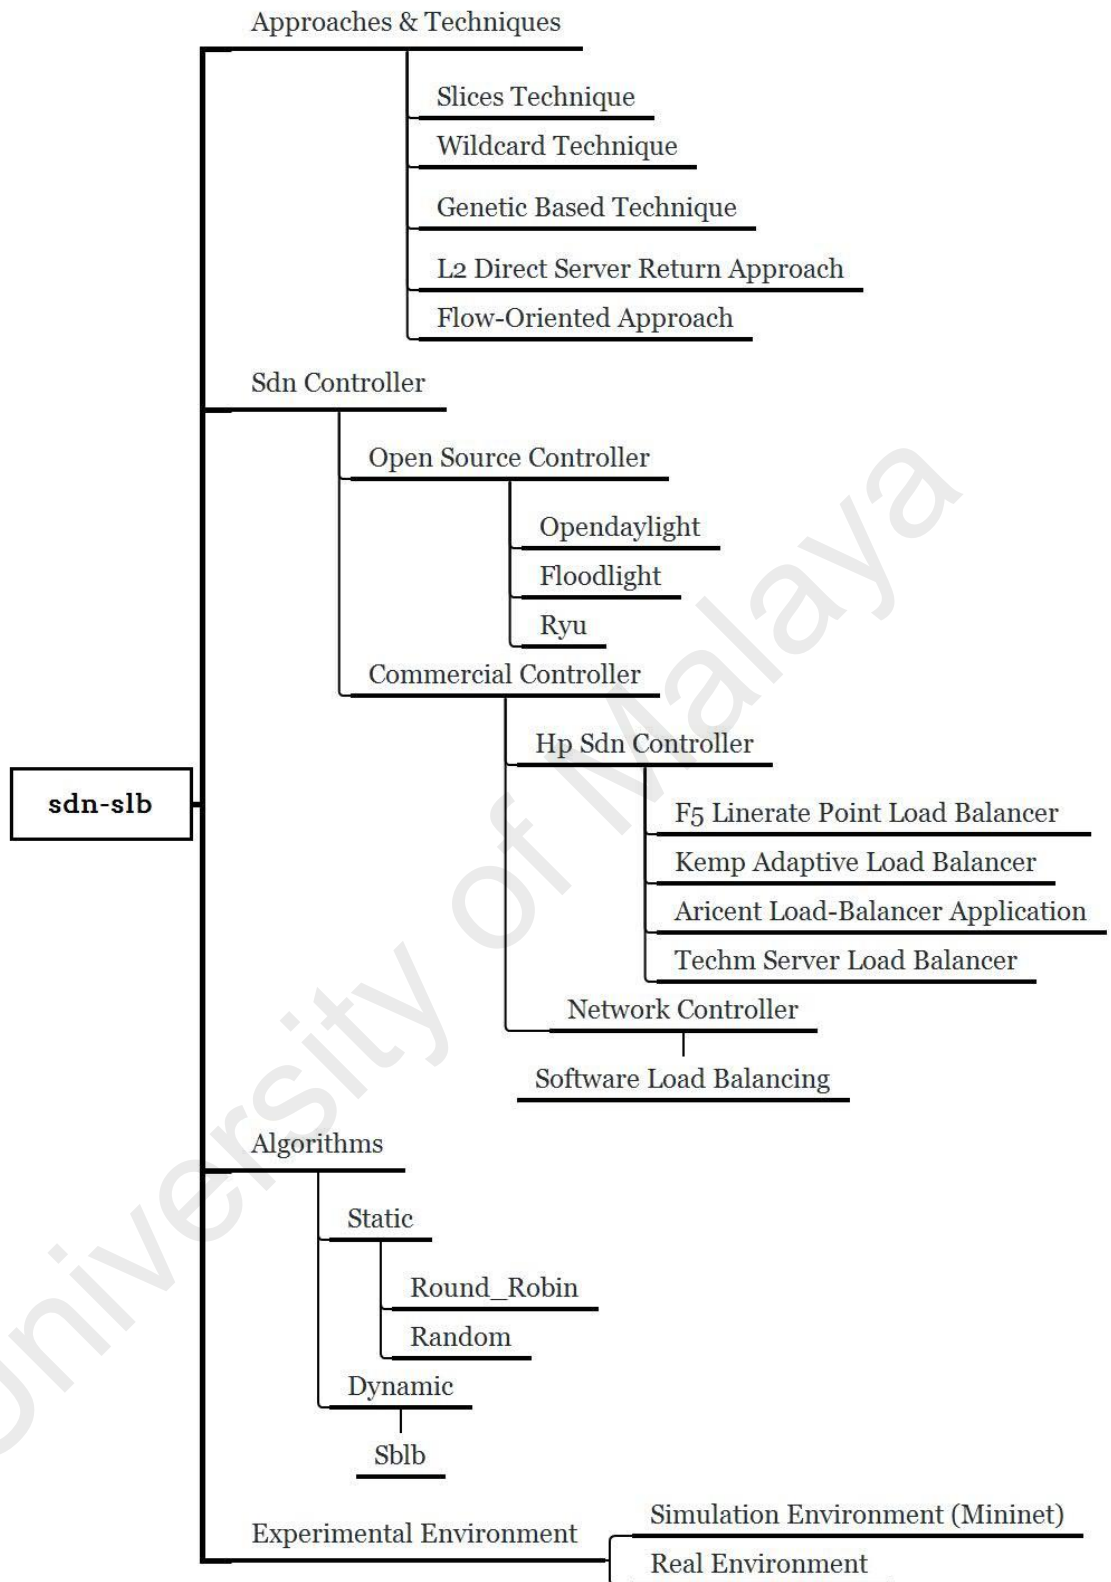 Approaches & Techniques
Slices Technique
Wildcard Technique
Genetic Based Technique
L2 Direct Server Return Approach
Flow-Oriented Approach
Sdn Controller
Open Source Controller
Opendaylight
Floodlight
Ryu
Commercial Controller
Hp Sdn Controller
sdn-slb
F5 Linerate Point Load Balancer
Kemp Adaptive Load Balancer
Aricent Load-Balancer Application
Techm Server Load Balancer
Network Controller
Software Load Balancing
Algorithms
Static
Round_Robin
Random
Dynamic
Sblb
Experimental Environment
Simulation Environment (Mininet)
Real Environment
University of Malaya